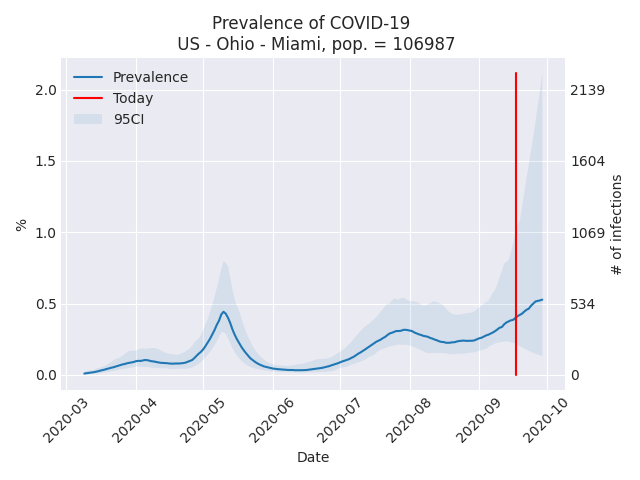 Prevalence of COVID-19
US - Ohio - Miami, pop. = 106987
Prevalence
Today
95CI
%
2.0
1.5
1.0
0.5
0.0
2139
1604
1069
534
0
# of infections
2020-03
2020-04
2020-05
2020-06
2020-07
2020-08
2020-09
2020-10
Date